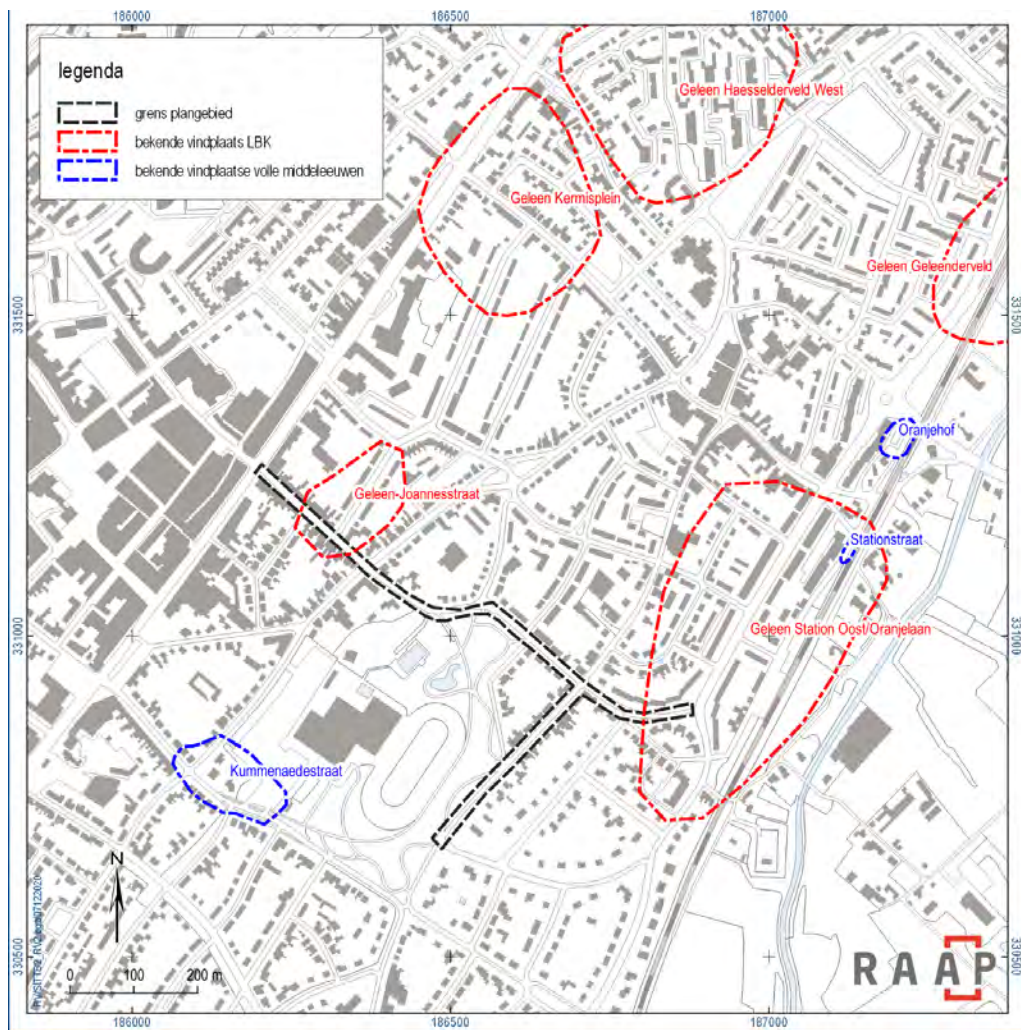 186000
186500
187000
legenda
grens plangebied
bekende vindplaats LBK
bekende vindplaatse volle middeleeuwen
Geleen Haesselderveld West
Geleen Kermisplein
Geleen Geleenderveld
331500
331500
Oranjehof
Geleen-Joannesstraat
Stationstraat
Geleen Station Oost/Oranjelaan
331000
331000
Kummenaedestraat
N
0 100 200 m
330500
330500
RAAP
186000
186500
187000